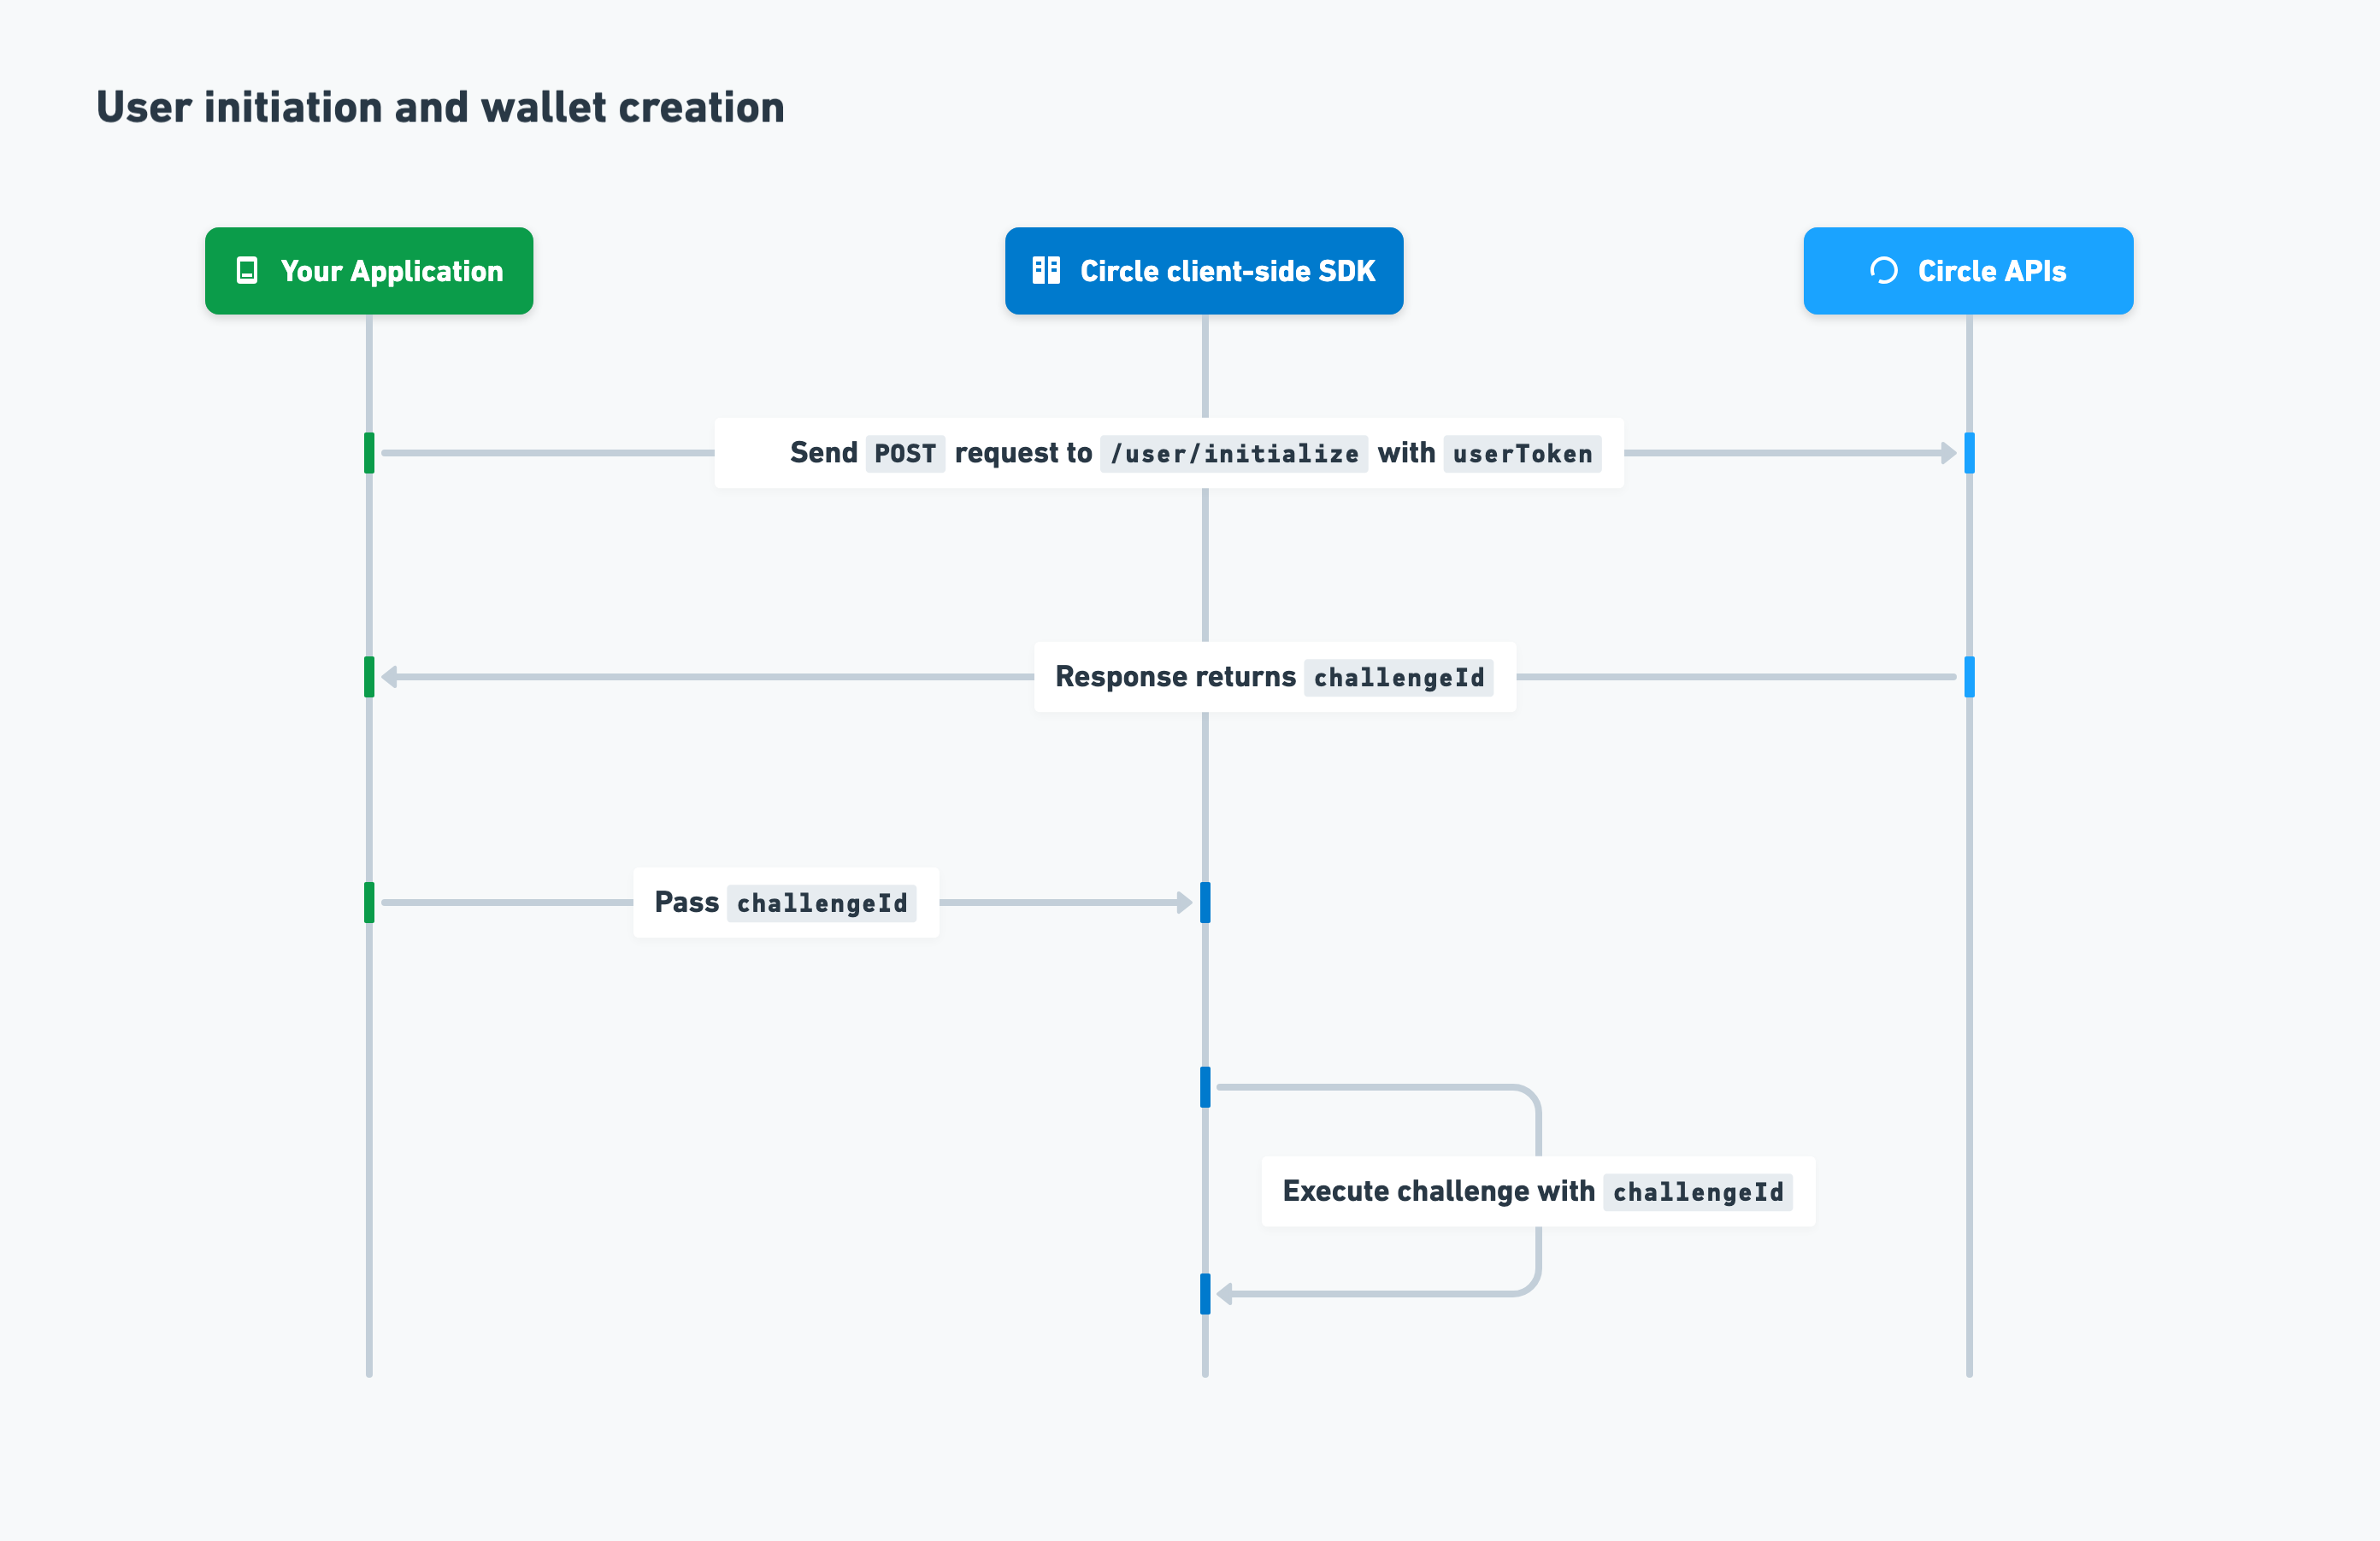 User initiation and wallet creation
Your Application
Circle client-side SDK
Circle APIs
Send POST request to /user/initialize with userToken
Response returns challengeId
Pass challengeId
Execute challenge with challengeId